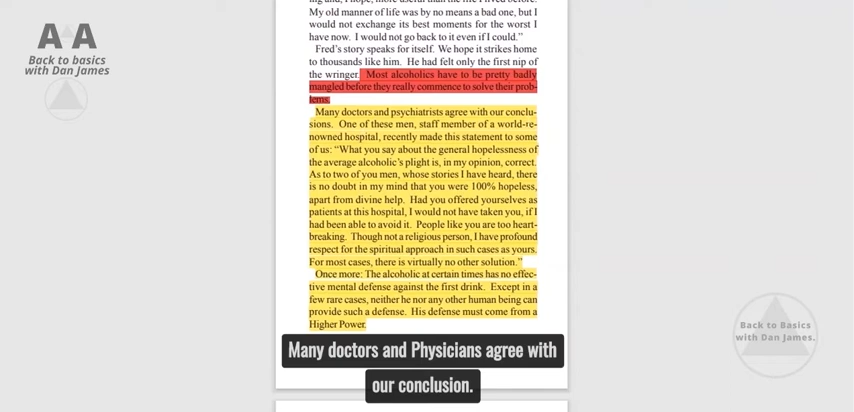 A A
Back to basics
with Dan James
ing and, I hope, more useful than the life I lived before.
My old manner of life was by no means a bad one, but I
would not exchange its best moments for the worst I
have now. I would not go back to it even if I could.”
Fred’s story speaks for itself. We hope it strikes home
to thousands like him. He had felt only the first nip of
the wringer. Most alcoholics have to be pretty badly
mangled before they really commence to solve their prob-
lems.
Many doctors and psychiatrists agree with our conclu-
sions. One of these men, staff member of a world-re-
nowned hospital, recently made this statement to some
of us: “What you say about the general hopelessness of
the average alcoholic’s plight is, in my opinion, correct.
As to two of you men, whose stories I have heard, there
is no doubt in my mind that you were 100% hopeless,
apart from divine help. Had you offered yourselves as
patients at this hospital, I would not have taken you, if I
had been able to avoid it. People like you are too heart-
breaking. Though not a religious person, I have profound
respect for the spiritual approach in such cases as yours.
For most cases, there is virtually no other solution.”
Once more: The alcoholic at certain times has no effec-
tive mental defense against the first drink. Except in a
few rare cases, neither he nor any other human being can
provide such a defense. His defense must come from a
Higher Power.
Many doctors and Physicians agree with
our conclusion.
Back to Basics
with Dan James.